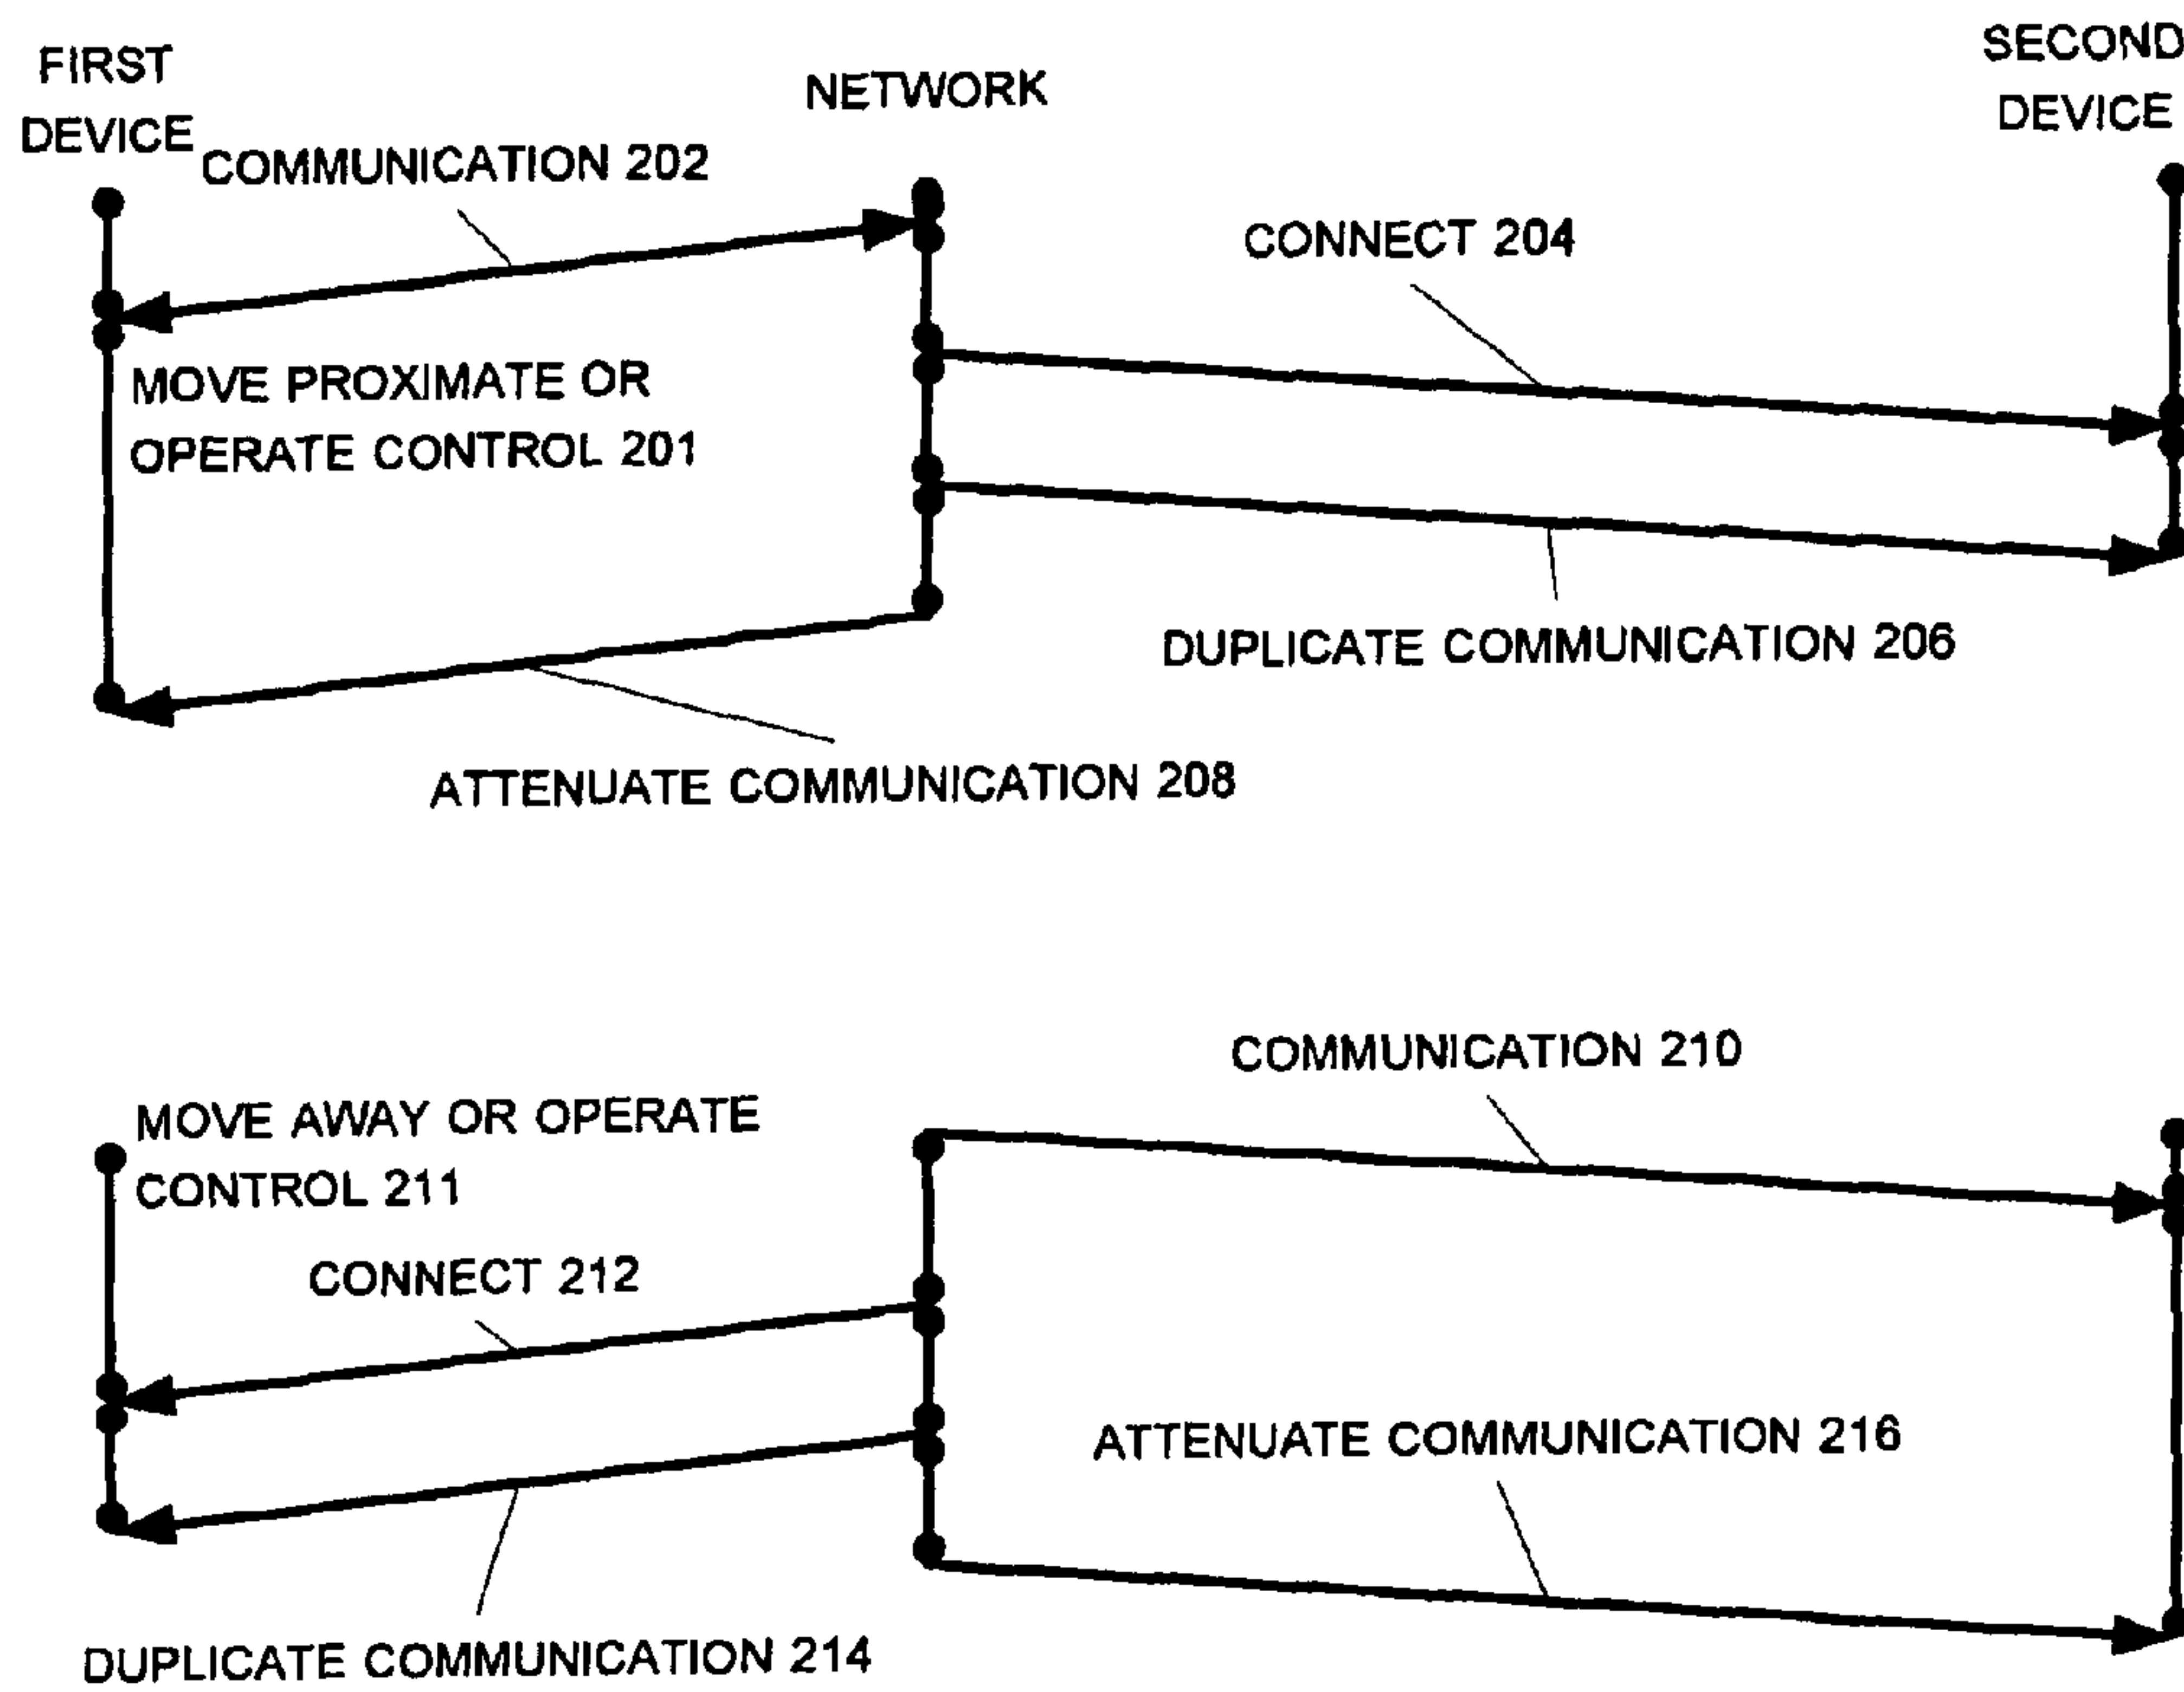 FIRST
DEVICE
NETWORK
SECOND
DEVICE
COMMUNICATION 202
CONNECT 204
MOVE PROXIMATE OR
OPERATE CONTROL 201
DUPLICATE COMMUNICATION 206
ATTENUATE COMMUNICATION 208
COMMUNICATION 210
MOVE AWAY OR OPERATE
CONTROL 211
CONNECT 212
ATTENUATE COMMUNICATION 216
DUPLICATE COMMUNICATION 214